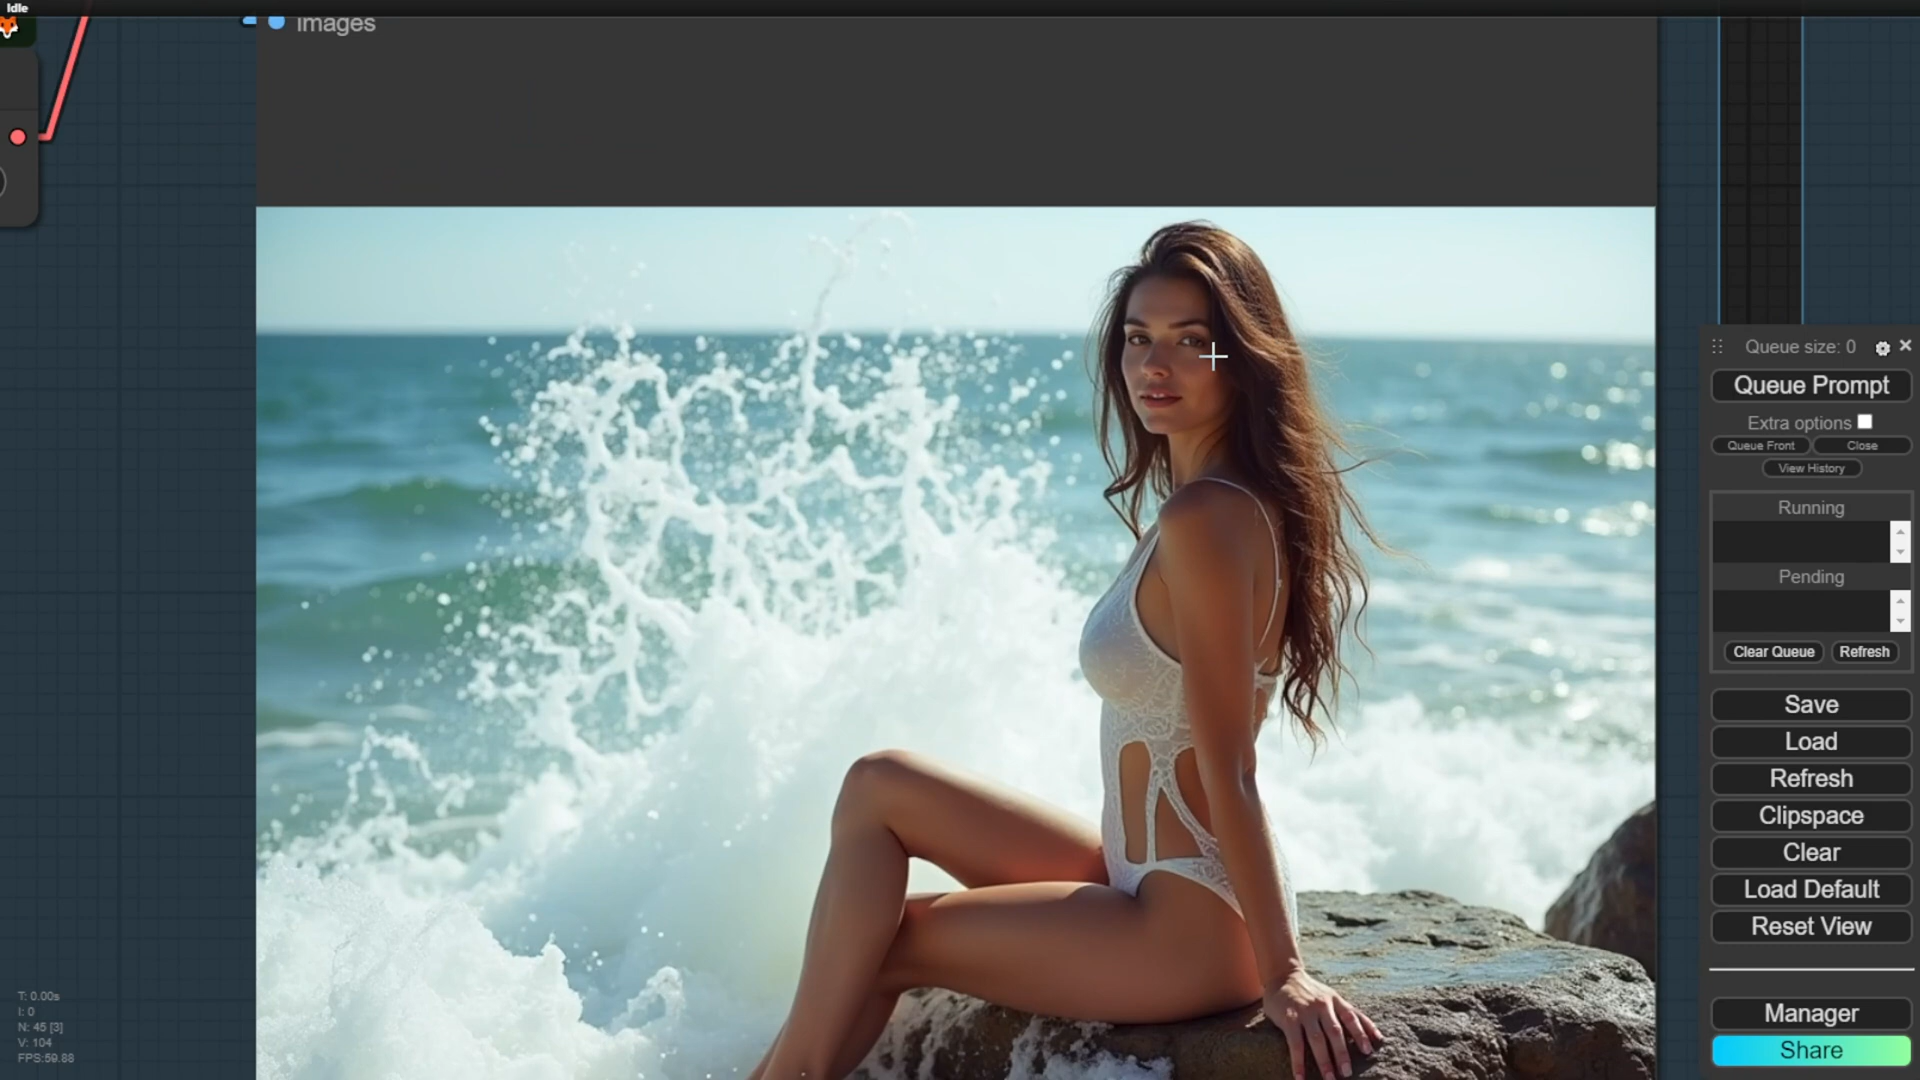 Idle
images
Queue size: 0
Queue Prompt
Extra options
Queue Front
Close
View History
Running
Pending
Clear Queue
Refresh
Save
Load
Refresh
Clipspace
Clear
Load Default
Reset View
Manager
Share
T: 0.00s
I: 0
N: 45 [3]
V: 104
FPS:59.88